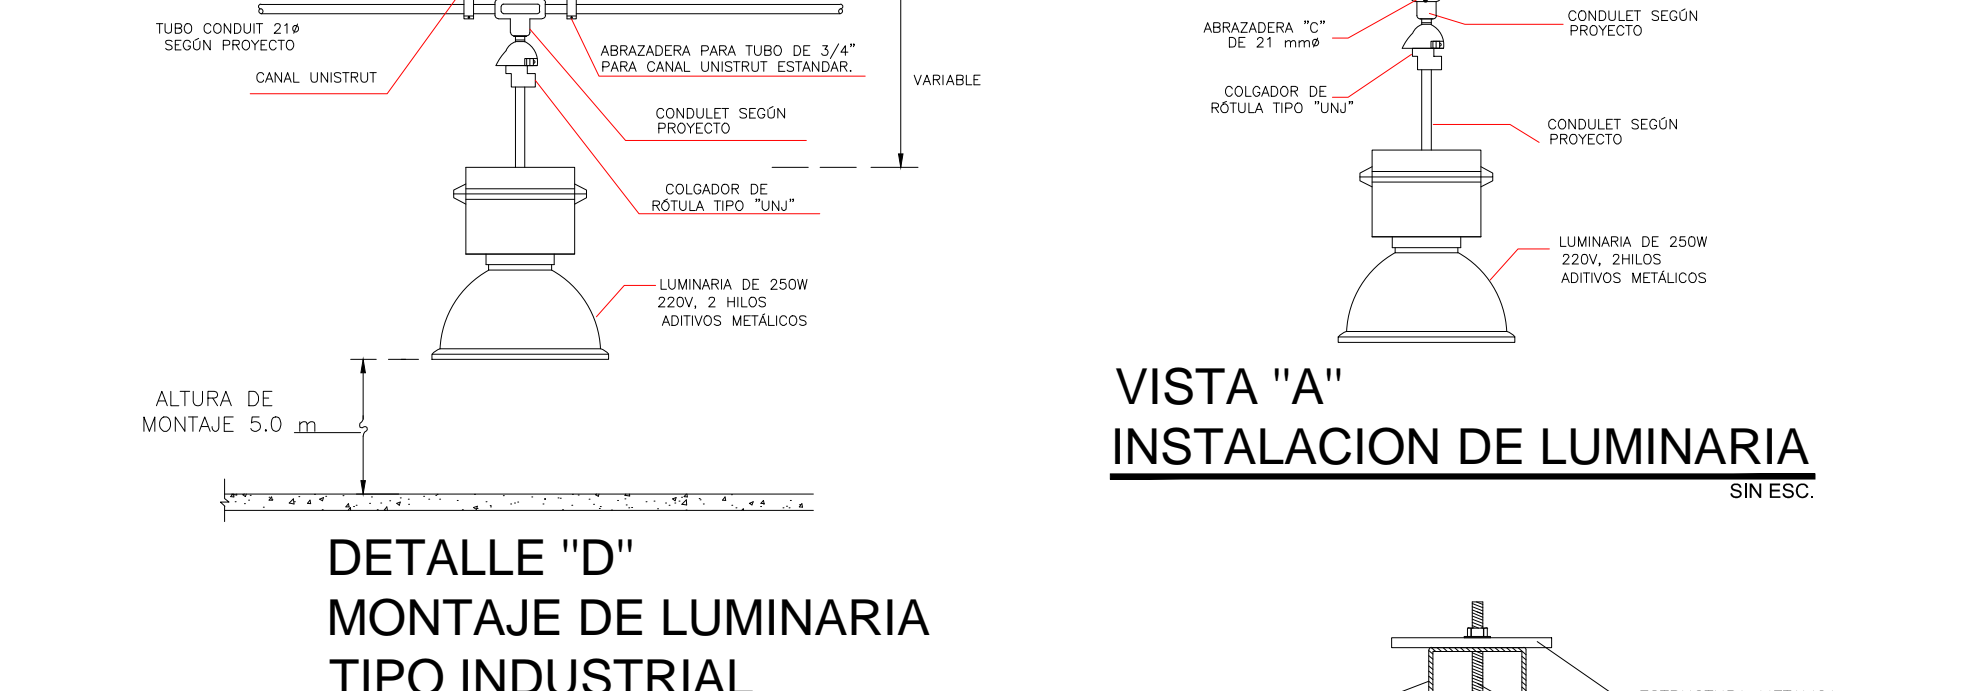 TUBO CONDUIT 21ø
SEGÚN PROYECTO
CANAL UNISTRUT
ABRAZADERA PARA TUBO DE 3/4"
PARA CANAL UNISTRUT ESTANDAR.
VARIABLE
CONDULET SEGÚN
PROYECTO
COLGADOR DE
RÓTULA TIPO "UNJ"
LUMINARIA DE 250W
220V, 2 HILOS
ADITIVOS METÁLICOS
ALTURA DE
MONTAJE 5.0 m
DETALLE "D"
MONTAJE DE LUMINARIA
TIPO INDUSTRIAL
ABRAZADERA "C"
DE 21 mmø
CONDULET SEGÚN
PROYECTO
COLGADOR DE
RÓTULA TIPO "UNJ"
CONDULET SEGÚN
PROYECTO
LUMINARIA DE 250W
220V, 2HILOS
ADITIVOS METÁLICOS
VISTA "A"
INSTALACION DE LUMINARIA
SIN ESC.